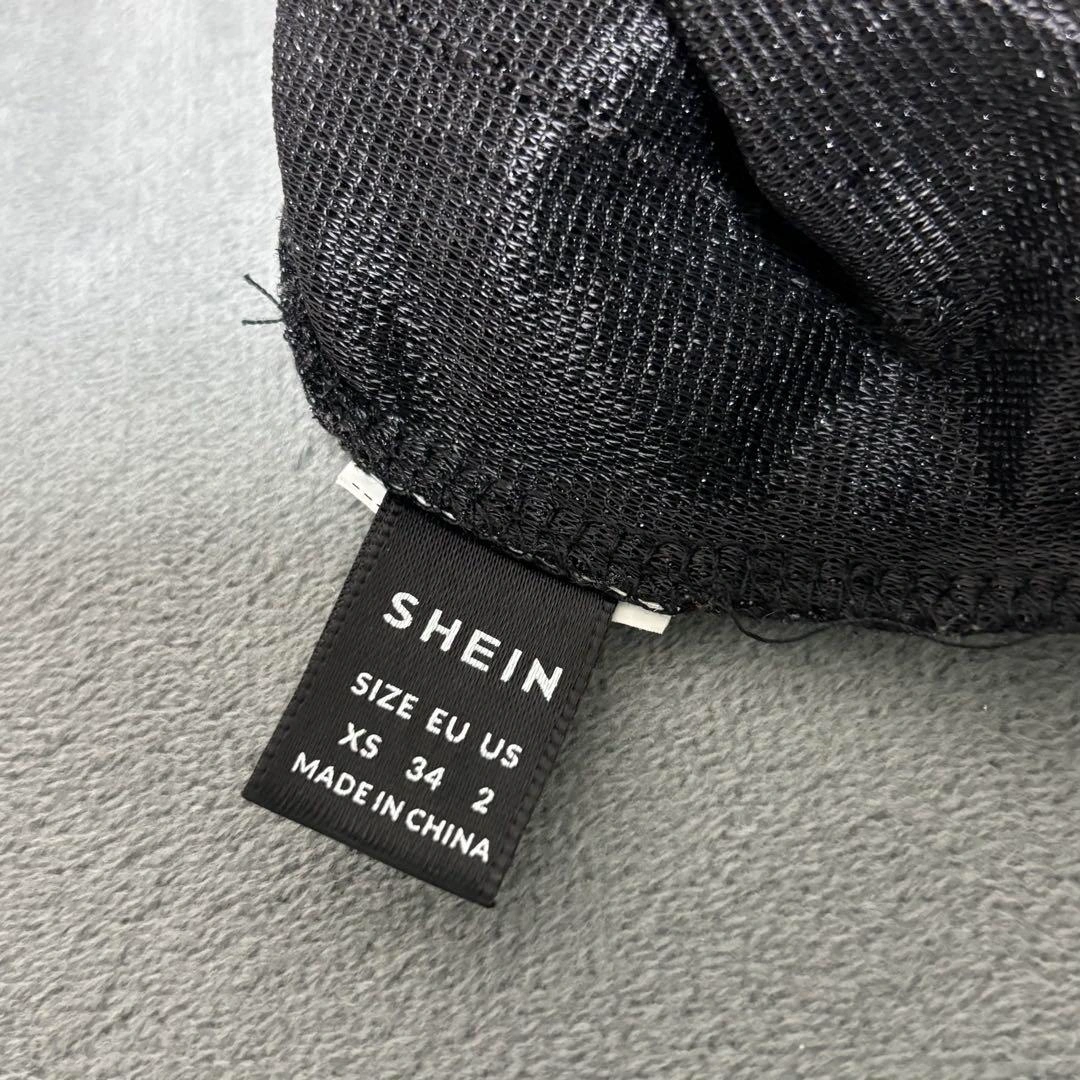 SHEIN
SIZE EU US
XS 34 2
MADE IN CHINA